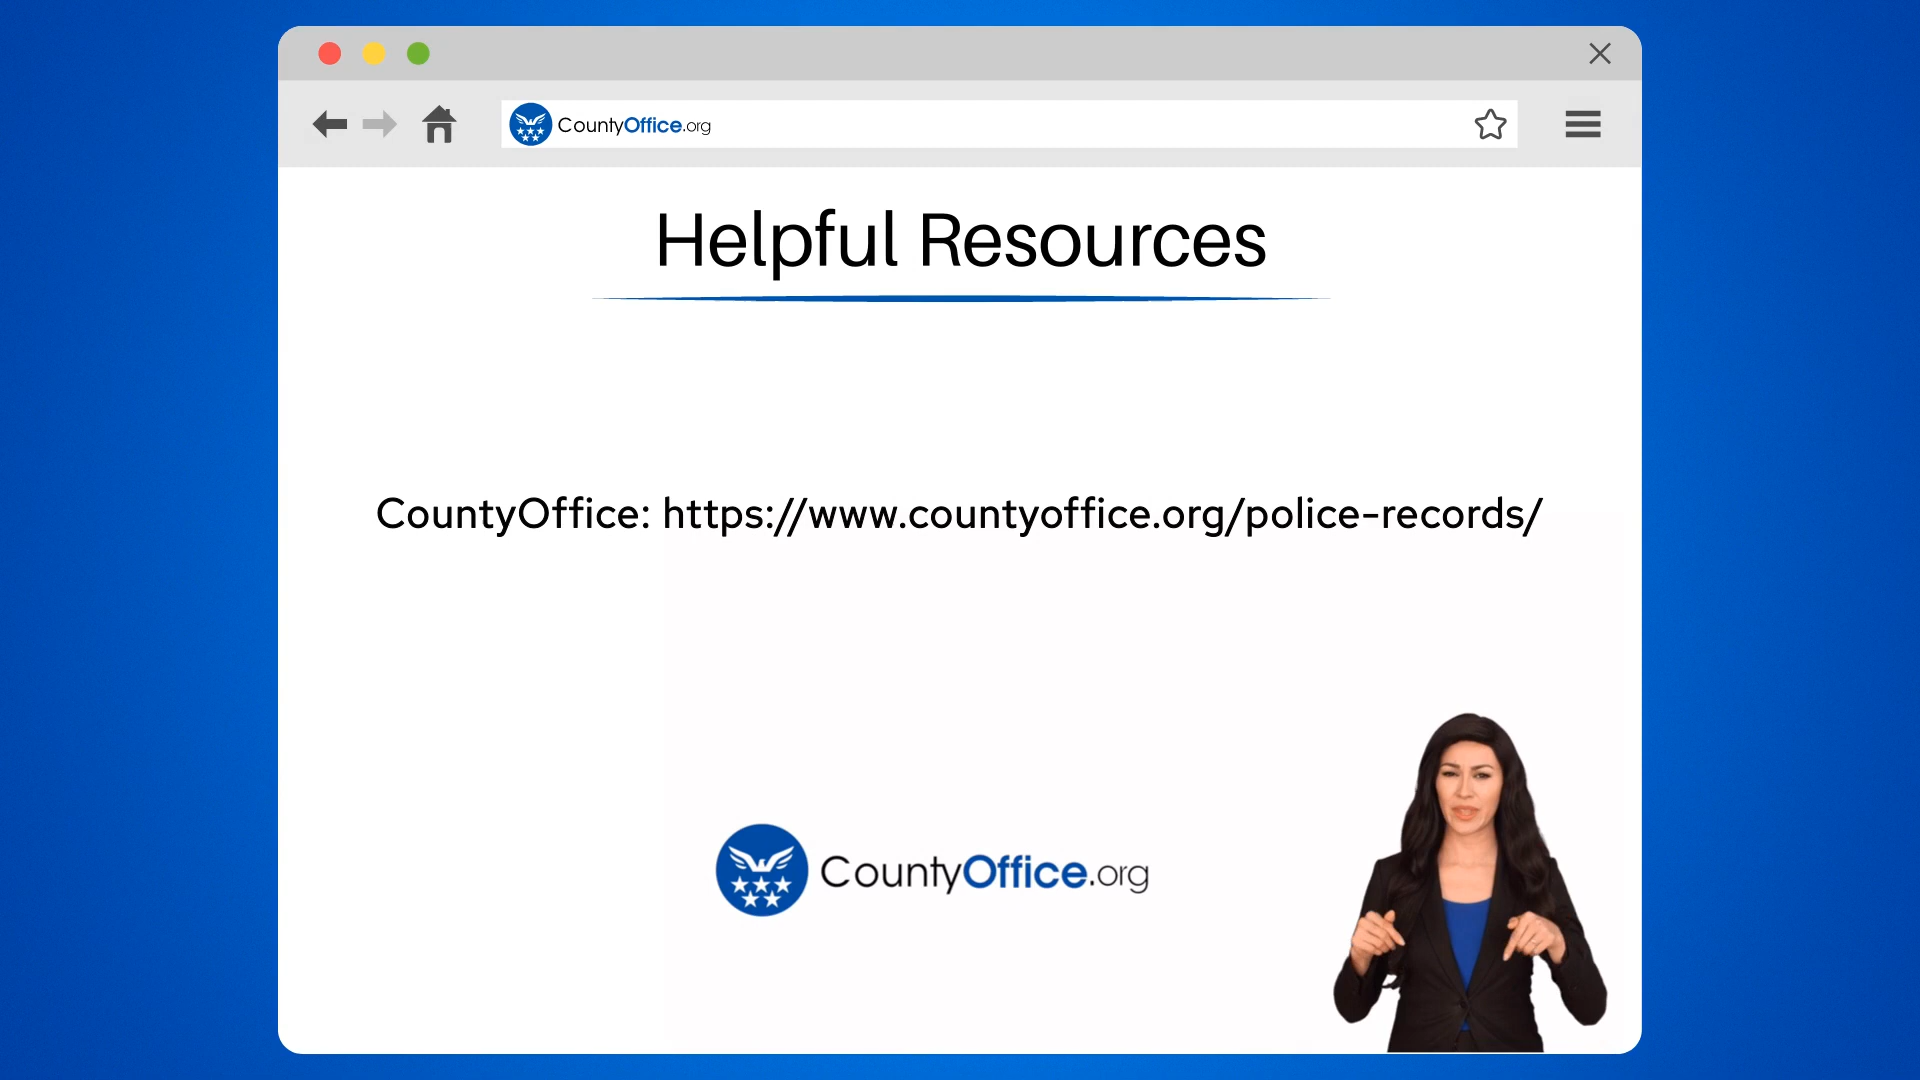 CountyOffice.org
Helpful Resources
CountyOffice: https://www.countyoffice.org/police-records/
CountyOffice.org